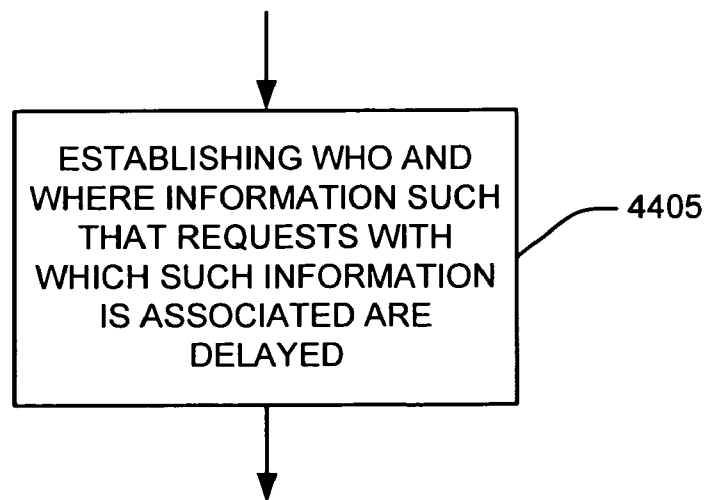 ESTABLISHING WHO AND
WHERE INFORMATION SUCH
THAT REQUESTS WITH
WHICH SUCH INFORMATION
IS ASSOCIATED ARE
DELAYED
4405